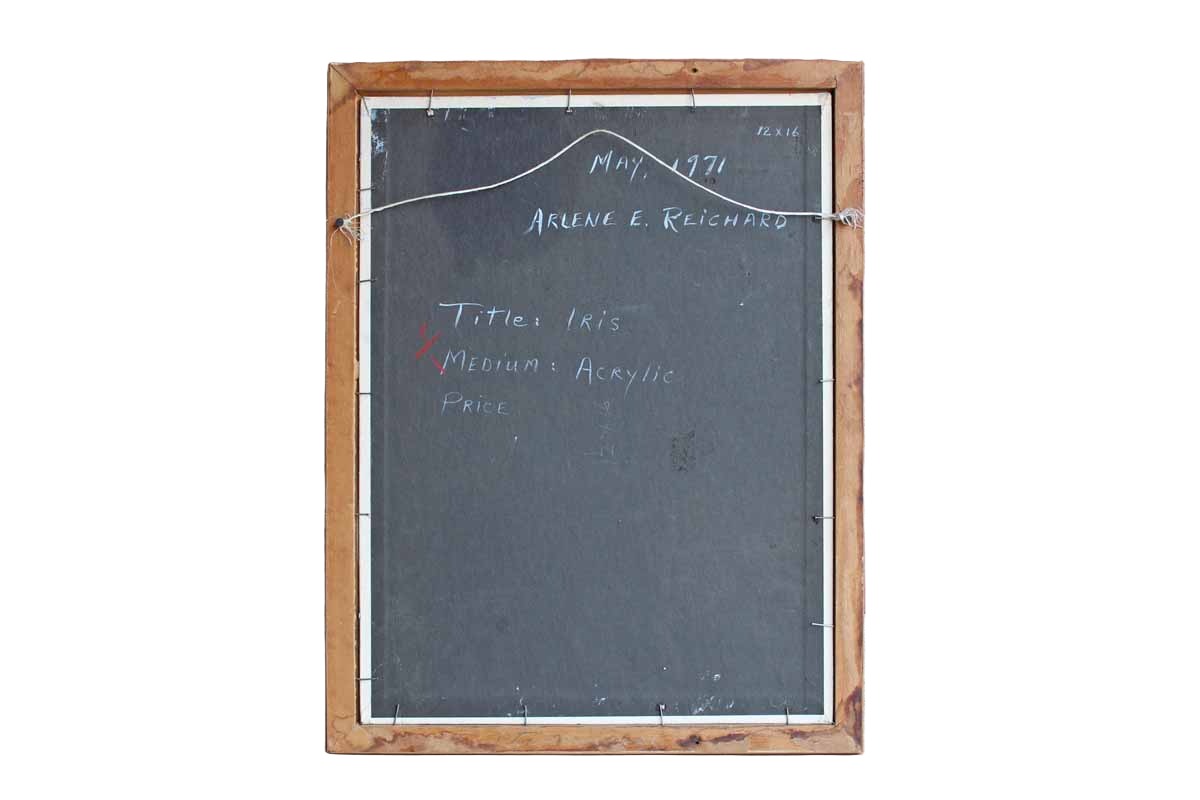 12 x 16
MAY, 1971
ARLENE E. REICHARD
Title: IRIS
MEDIUM: ACRYLIC
PRICE